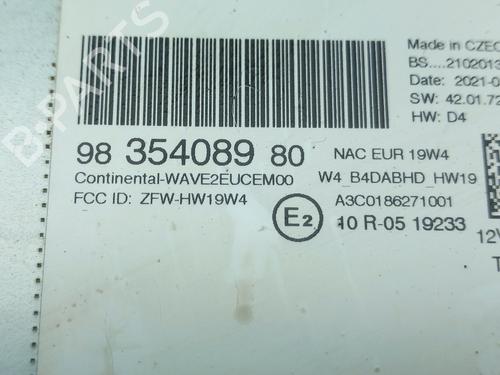 Made in CZEC
BS....2102013
Date: 2021-0
SW: 42.01.72
HW: D4
98 354089 80
NAC EUR 19W4
Continental-WAVE2EUCEM00
W4_B4DABHD_HW19
FCC ID: ZFW-HW19W4
A3C0186271001
E2
10 R-05 19233
12V
B-PARTS